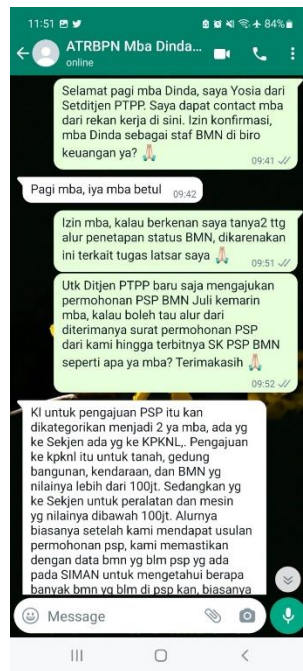 11:51
84%
ATRBPN Mba Dinda...
online
Selamat pagi mba Dinda, saya Yosia dari
Setditjen PTPP. Saya dapat contact mba
dari rekan kerja di sini. Izin konfirmasi,
mba Dinda sebagai staf BMN di biro
keuangan ya? 🙏🏻
09:41
Pagi mba, iya mba betul 09:42
Izin mba, kalau berkenan saya tanya2 ttg
alur penetapan status BMN, dikarenakan
ini terkait tugas latsar saya 🙏🏻
09:51
Utk Ditjen PTPP baru saja mengajukan
permohonan PSP BMN Juli kemarin
mba, kalau boleh tau alur dari
diterimanya surat permohonan PSP
dari kami hingga terbitnya SK PSP BMN
seperti apa ya mba? Terimakasih 🙏🏻
09:52
Kl untuk pengajuan PSP itu kan
dikategorikan menjadi 2 ya mba, ada yg
ke Sekjen ada yg ke KPKNL,. Pengajuan
ke kpknl itu untuk tanah, gedung
bangunan, kendaraan, dan BMN yg
nilainya lebih dari 100jt. Sedangkan yg
ke Sekjen untuk peralatan dan mesin
yg nilainya dibawah 100jt. Alurnya
biasanya setelah kami mendapat usulan
permohonan psp, kami memastikan
dengan data bmn yg blm psp yg ada
pada SIMAN untuk mengetahui berapa
banyak bmn yg blm di psp kan, biasanya
Message